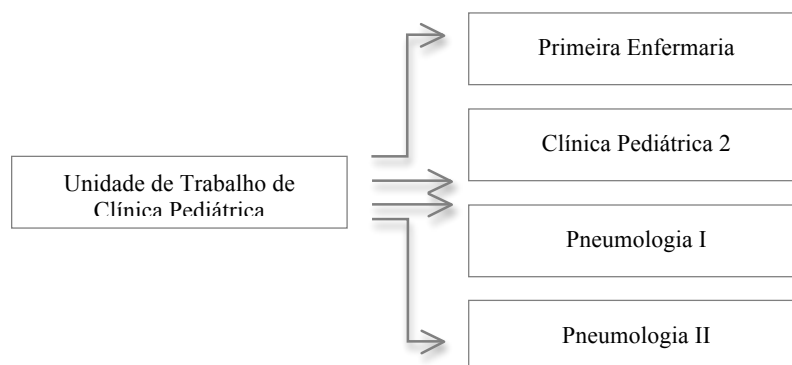 Primeira Enfermaria
Clínica Pediátrica 2
Unidade de Trabalho de
Clínica Pediátrica
Pneumologia I
Pneumologia II